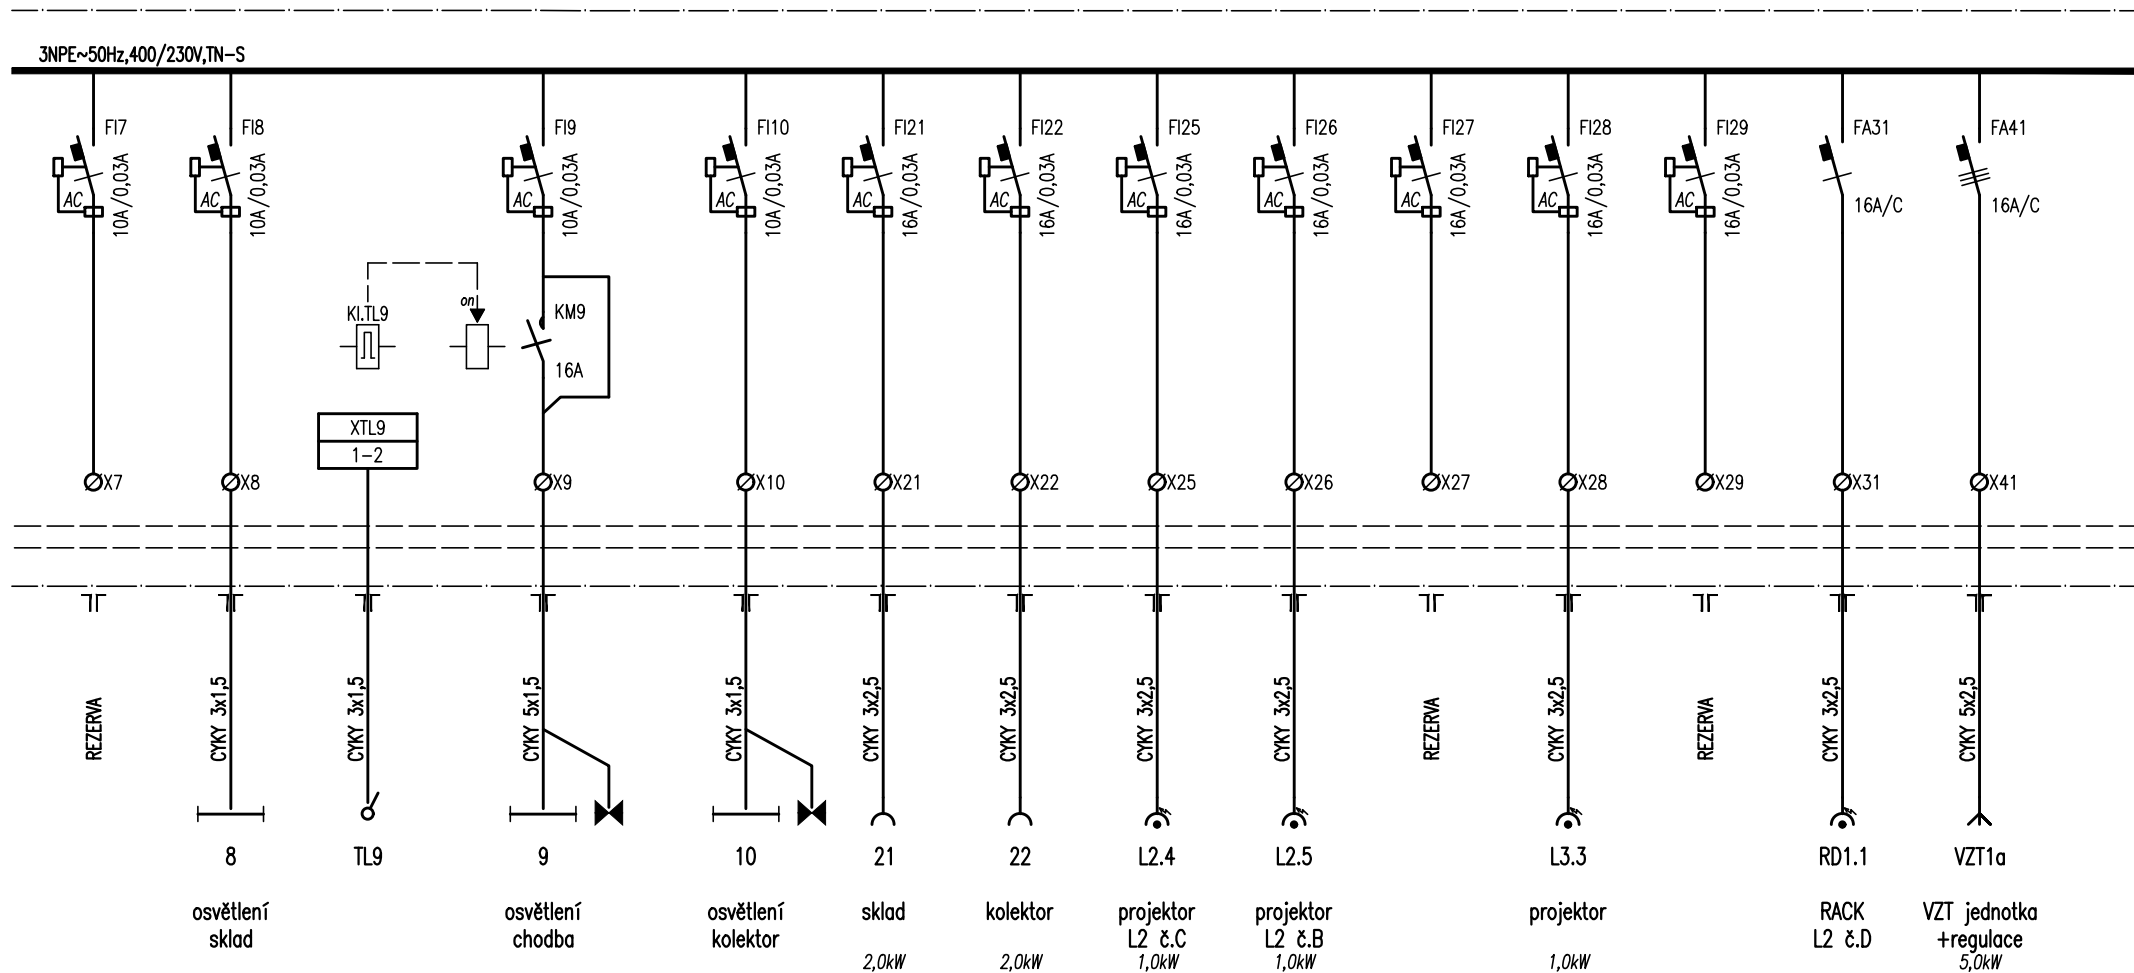 3NPE~50Hz,400/230V,TN-S
FI7
FI8
FI9
FI10
FI21
FI22
FI25
FI26
FI27
FI28
FI29
FA31
FA41
AC
10A/0,03A
AC
10A/0,03A
AC
10A/0,03A
AC
10A/0,03A
AC
16A/0,03A
AC
16A/0,03A
AC
16A/0,03A
AC
16A/0,03A
AC
16A/0,03A
AC
16A/0,03A
AC
16A/0,03A
16A/C
16A/C
KI.TL9
on
KM9
16A
XTL9
1-2
X7
X8
X9
X10
X21
X22
X25
X26
X27
X28
X29
X31
X41
REZERVA
CYKY 3x1,5
CYKY 3x1,5
CYKY 5x1,5
CYKY 3x1,5
CYKY 3x2,5
CYKY 3x2,5
CYKY 3x2,5
CYKY 3x2,5
REZERVA
CYKY 3x2,5
REZERVA
CYKY 3x2,5
CYKY 5x2,5
8
osvětlení
sklad
TL9
9
osvětlení
chodba
10
osvětlení
kolektor
21
sklad
2,0kW
22
kolektor
2,0kW
L2.4
projektor
L2 č.C
1,0kW
L2.5
projektor
L2 č.B
1,0kW
L3.3
projektor
1,0kW
RD1.1
RACK
L2 č.D
VZT1a
VZT jednotka
+regulace
5,0kW